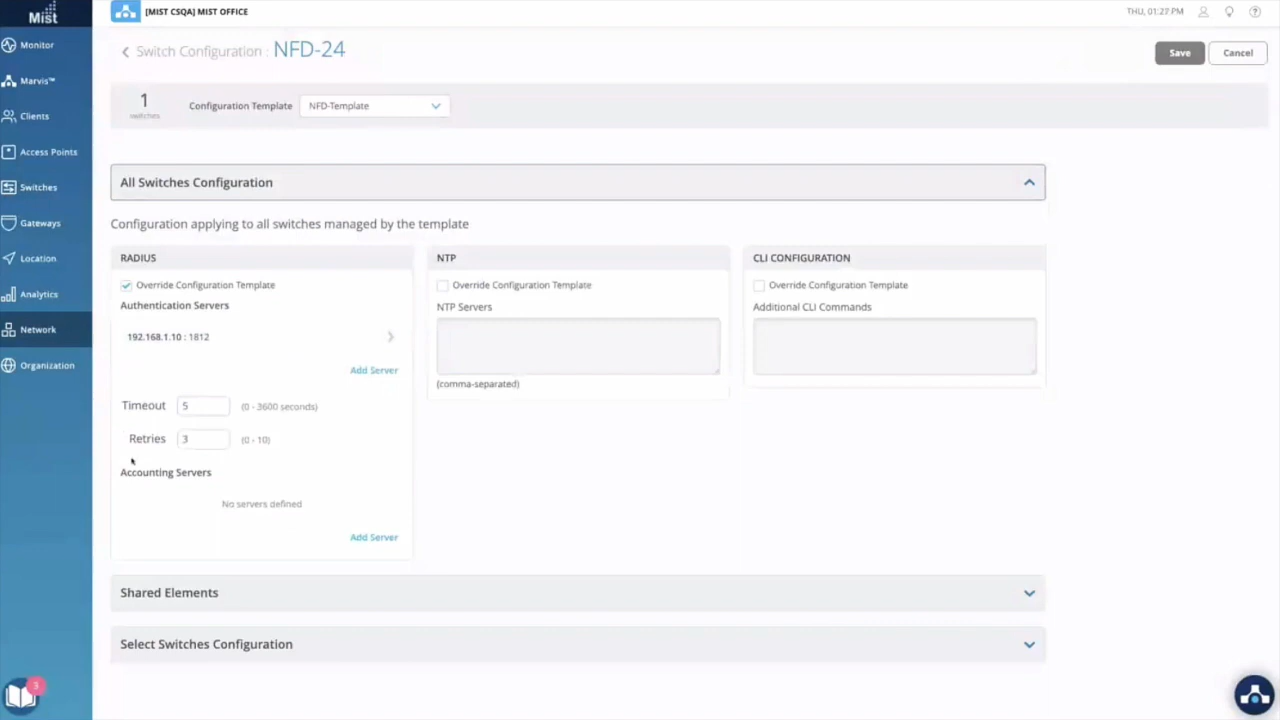 Mist
[MIST CSQA] MIST OFFICE
THU, 01:27 PM
Monitor
Marvis™
Clients
Access Points
Switches
Gateways
Location
Analytics
Network
Organization
3
Switch Configuration : NFD-24
Save
Cancel
1
switches
Configuration Template
NFD-Template
All Switches Configuration
Configuration applying to all switches managed by the template
RADIUS
Override Configuration Template
Authentication Servers
192.168.1.10 : 1812
Add Server
Timeout 5 (0 - 3600 seconds)
Retries 3 (0 - 10)
Accounting Servers
No servers defined
Add Server
NTP
Override Configuration Template
NTP Servers
(comma-separated)
CLI CONFIGURATION
Override Configuration Template
Additional CLI Commands
Shared Elements
Select Switches Configuration